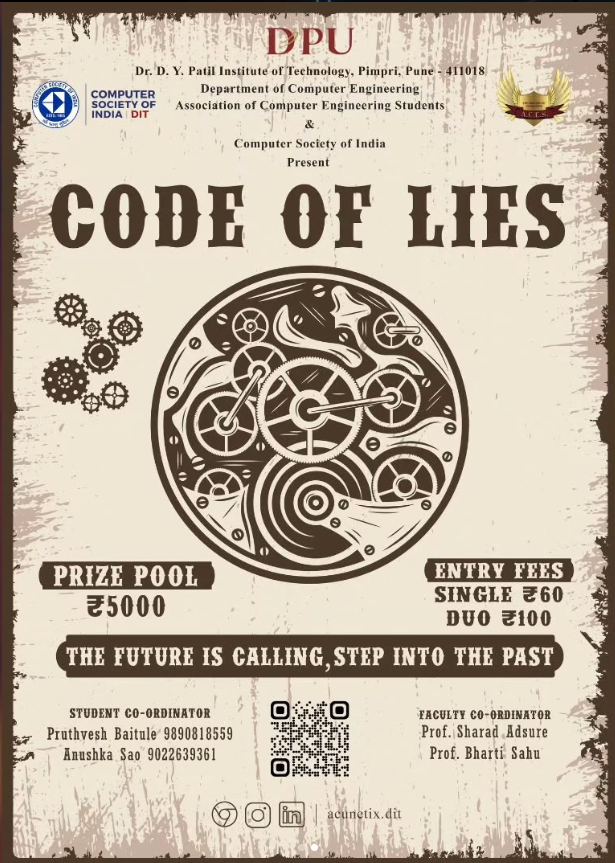 DPU
Dr. D. Y. Patil Institute of Technology, Pimpri, Pune - 411018
Department of Computer Engineering
Association of Computer Engineering Students
&
Computer Society of India
Present
COMPUTER
SOCIETY OF
INDIA | DIT
A.C.E.S.
CODE OF LIES
PRIZE POOL
₹5000
ENTRY FEES
SINGLE ₹60
DUO ₹100
THE FUTURE IS CALLING,STEP INTO THE PAST
STUDENT CO-ORDINATOR
Pruthvesh Baitule 9890818559
Anushka Sao 9022639361
FACULTY CO-ORDINATOR
Prof. Sharad Adsure
Prof. Bharti Sahu
in
acunetix.dit